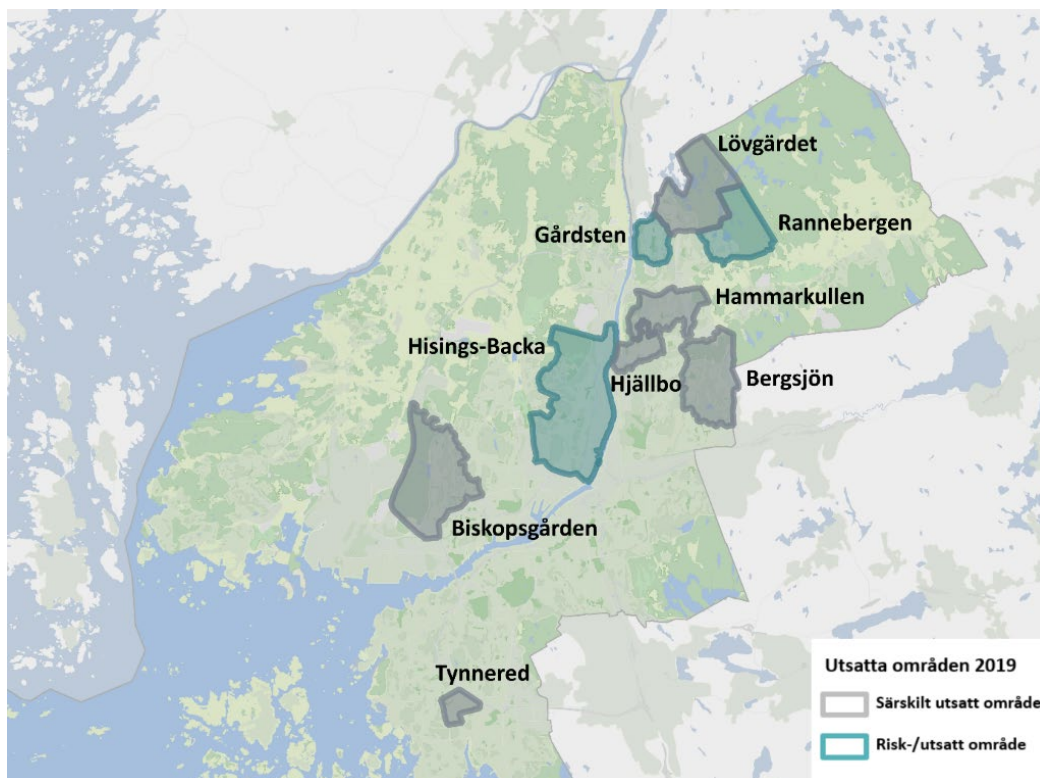 Lövgärdet
Gårdsten
Rannebergen
Hammarkullen
Hisings-Backa
Hjällbo
Bergsjön
Biskopsgården
Tynnered
Utsatta områden 2019
Särskilt utsatt område
Risk-/utsatt område